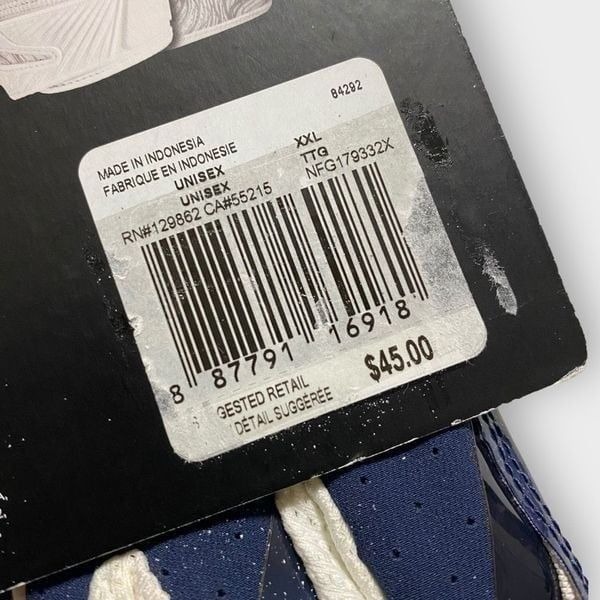 84292
MADE IN INDONESIA
FABRIQUE EN INDONESIE
XXL
UNISEX
TTG
UNISEX
NFG179332X
RN#129862 CA#55215
8 87791 16918
$45.00
GESTED RETAIL
DÉTAIL SUGGÉRÉE